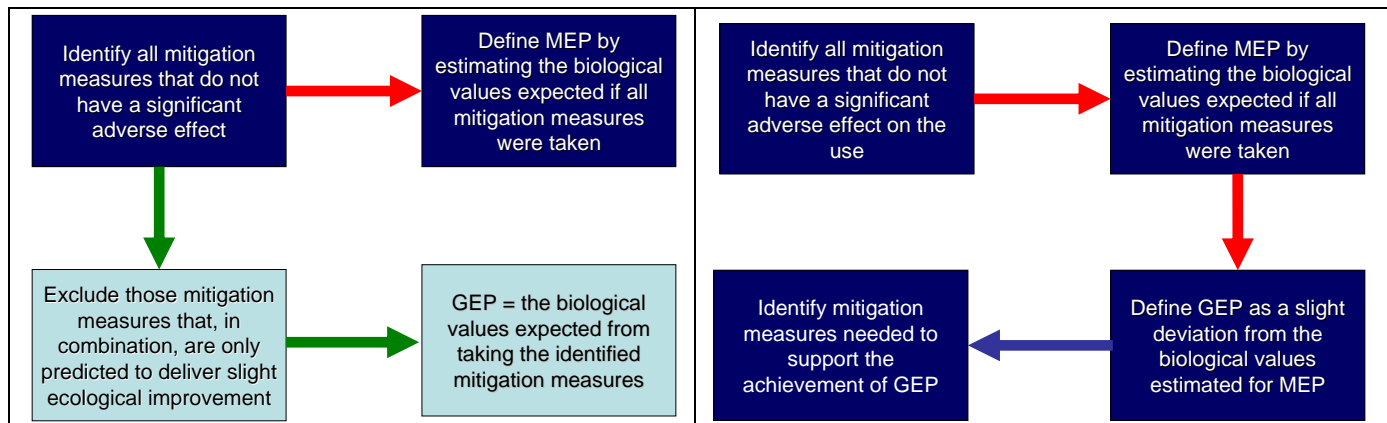 Identify all mitigation
measures that do not
have a significant
adverse effect
Define MEP by
estimating the biological
values expected if all
mitigation measures
were taken
Exclude those mitigation
measures that, in
combination, are only
predicted to deliver slight
ecological improvement
GEP = the biological
values expected from
taking the identified
mitigation measures
Identify all mitigation
measures that do not
have a significant
adverse effect on the
use
Define MEP by
estimating the biological
values expected if all
mitigation measures
were taken
Identify mitigation
measures needed to
support the
achievement of GEP
Define GEP as a slight
deviation from the
biological values
estimated for MEP